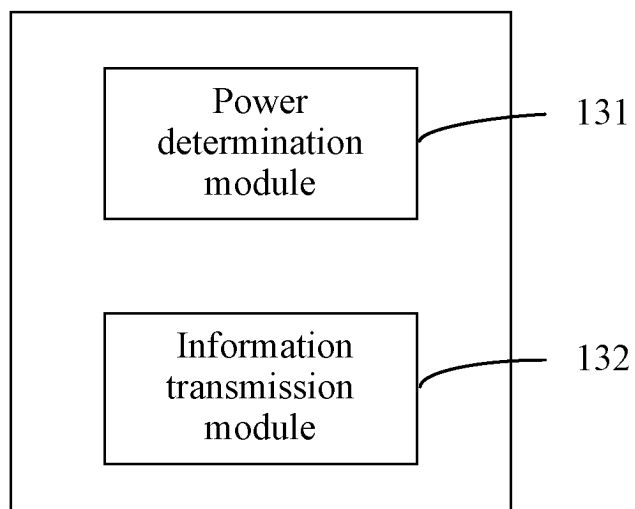 Power
determination
module
131
Information
transmission
module
132